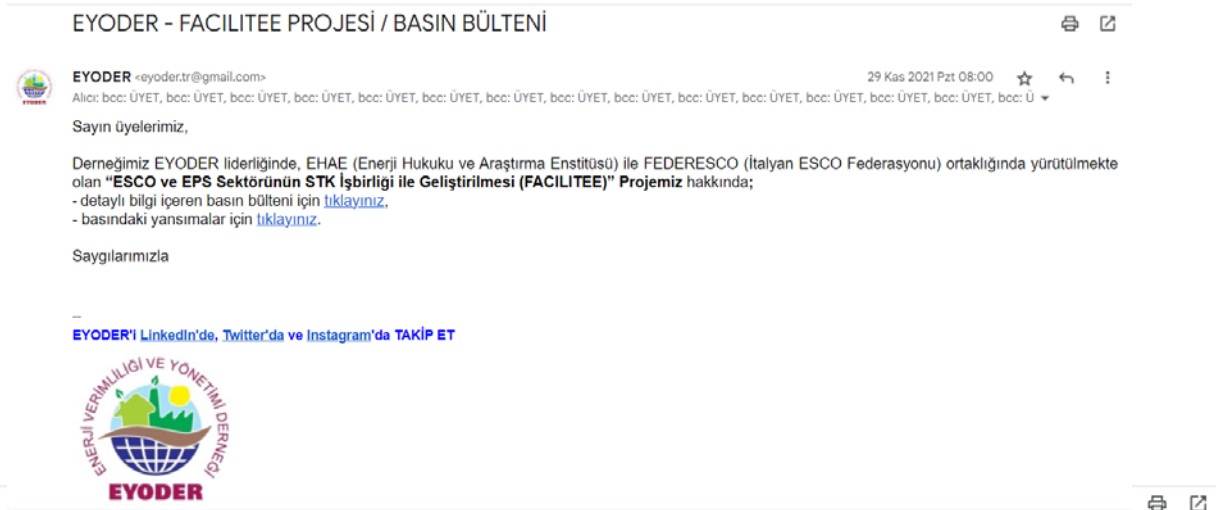 EYODER - FACILITEE PROJESİ / BASIN BÜLTENİ
EYODER <eyoder.tr@gmail.com>
29 Kas 2021 Pzt 08:00
Alıcı: bcc: ÜYET, bcc: ÜYET, bcc: ÜYET, bcc: ÜYET, bcc: ÜYET, bcc: ÜYET, bcc: ÜYET, bcc: ÜYET, bcc: ÜYET, bcc: ÜYET, bcc: ÜYET, bcc: ÜYET, bcc: ÜYET, bcc: ÜYET, bcc: Ü
Sayın üyelerimiz,
Derneğimiz EYODER liderliğinde, EHAE (Enerji Hukuku ve Araştırma Enstitüsü) ile FEDERESCO (İtalyan ESCO Federasyonu) ortaklığında yürütülmekte
olan “ESCO ve EPS Sektörünün STK İşbirliği ile Geliştirilmesi (FACILITEE)” Projemiz hakkında;
- detaylı bilgi içeren basın bülteni için tıklayınız,
- basındaki yansımalar için tıklayınız.
Saygılarımızla
--
EYODER'i LinkedIn'de, Twitter'da ve Instagram'da TAKİP ET
ENERJİ VERİMLİLİĞİ VE YÖNETİMİ DERNEĞİ
EYODER